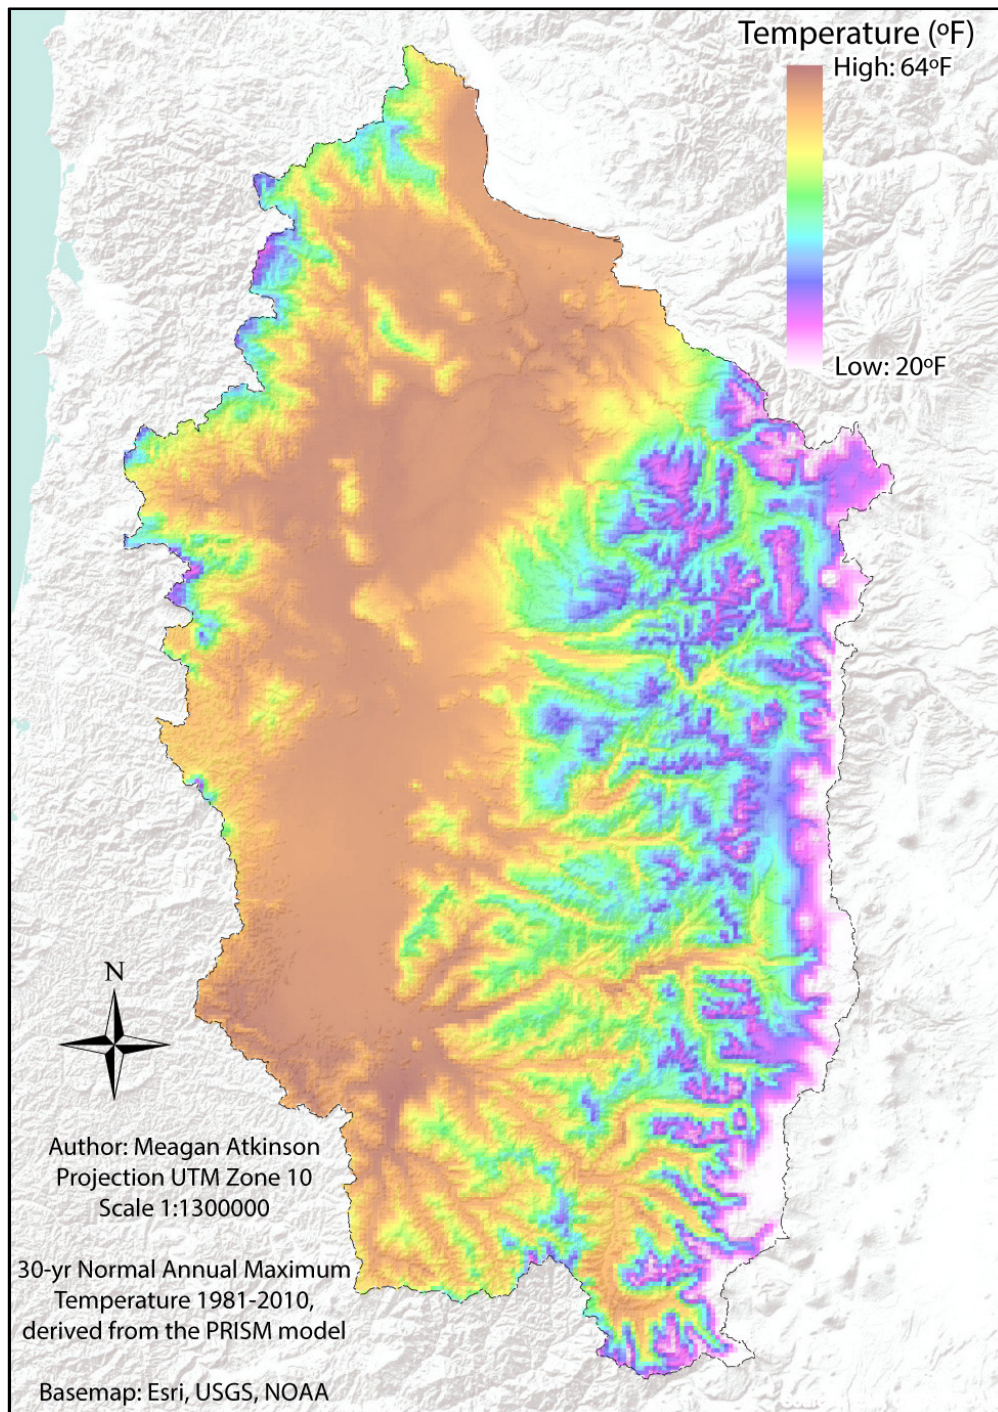 Temperature (ºF)
High: 64ºF
Low: 20ºF
N
Author: Meagan Atkinson
Projection UTM Zone 10
Scale 1:1300000
30-yr Normal Annual Maximum
Temperature 1981-2010,
derived from the PRISM model
Basemap: Esri, USGS, NOAA